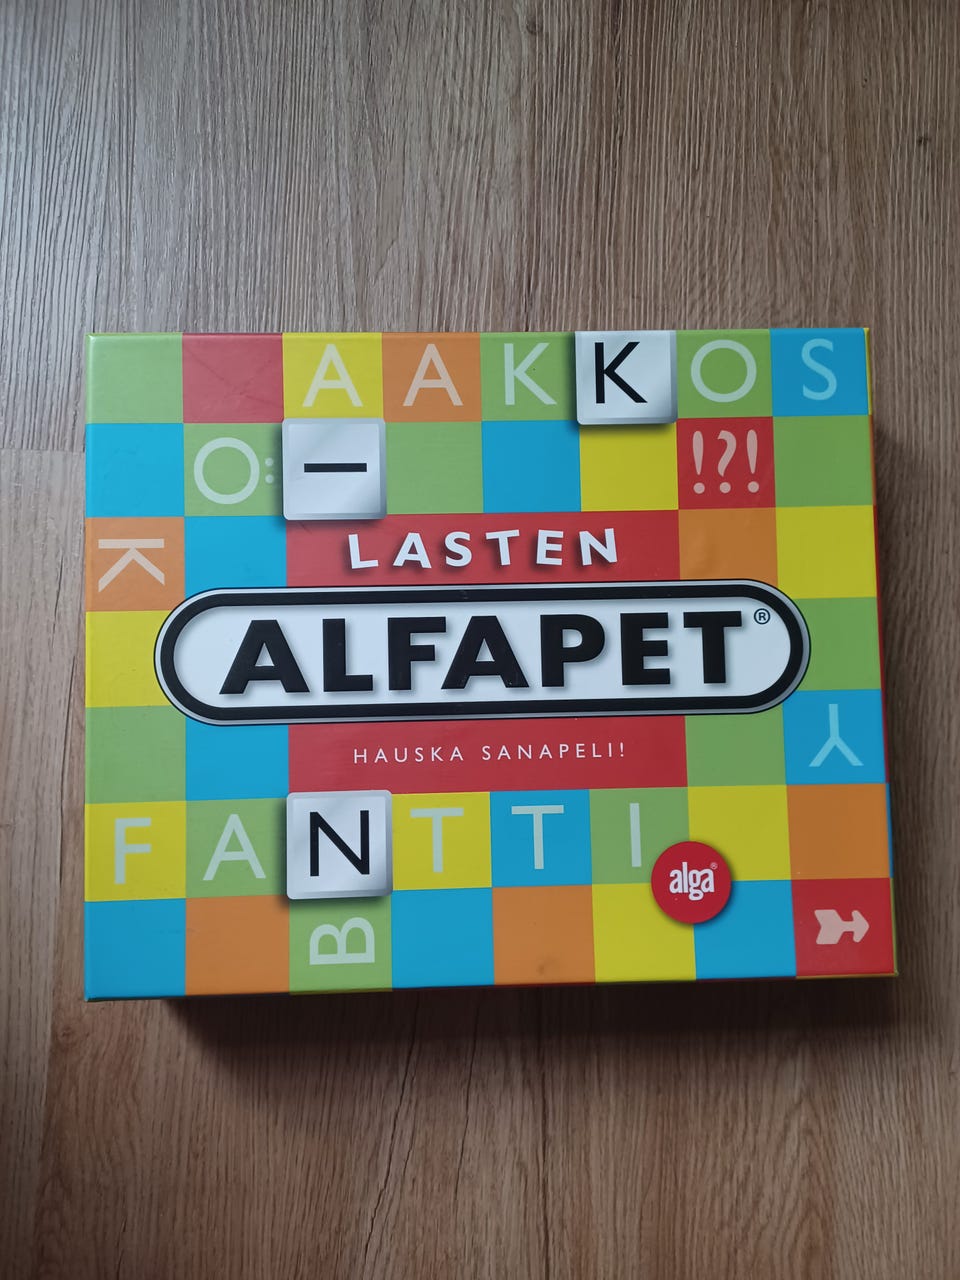 AAKKOS
Ö I !?!
K
LASTEN
ALFAPET®
HAUSKA SANAPELI!
Y
FANTTI
alga®
B